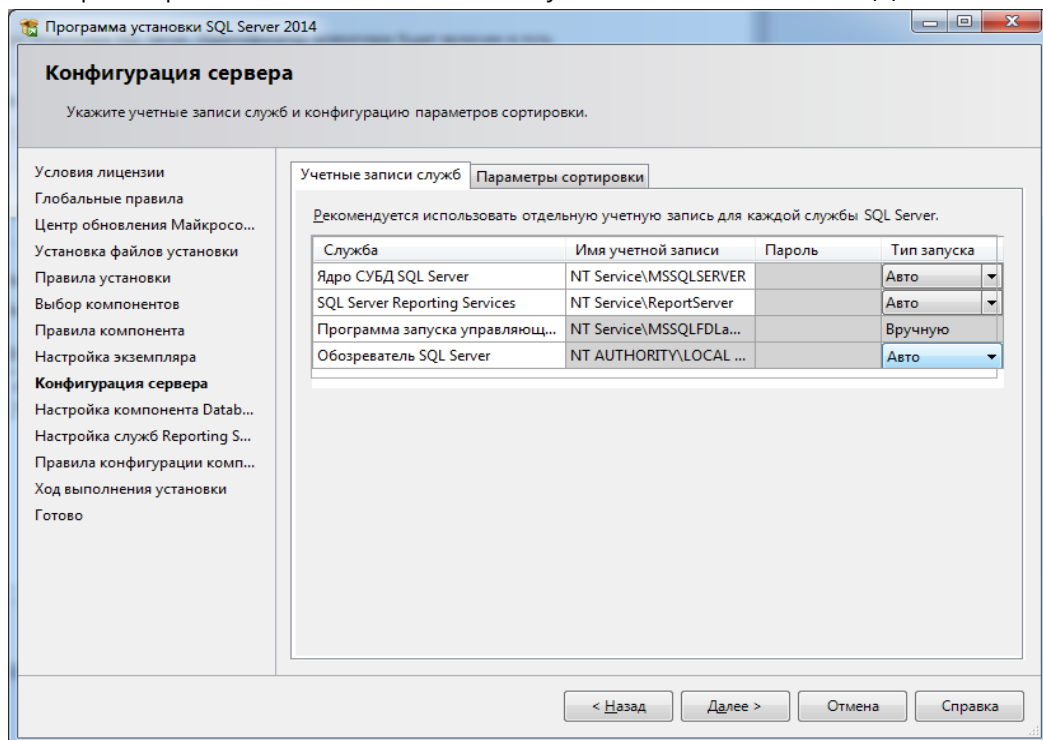 Программа установки SQL Server 2014
Конфигурация сервера
Укажите учетные записи служб и конфигурацию параметров сортировки.
Условия лицензии
Глобальные правила
Центр обновления Майкросо...
Установка файлов установки
Правила установки
Выбор компонентов
Правила компонента
Настройка экземпляра
Конфигурация сервера
Настройка компонента Datab...
Настройка служб Reporting S...
Правила конфигурации комп...
Ход выполнения установки
Готово
Учетные записи служб Параметры сортировки
Рекомендуется использовать отдельную учетную запись для каждой службы SQL Server.
Служба Имя учетной записи Пароль Тип запуска
Ядро СУБД SQL Server NT Service\MSSQLSERVER Авто
SQL Server Reporting Services NT Service\ReportServer Авто
Программа запуска управляющ... NT Service\MSSQLFDLa... Вручную
Обозреватель SQL Server NT AUTHORITY\LOCAL ... Авто
< Назад Далее > Отмена Справка